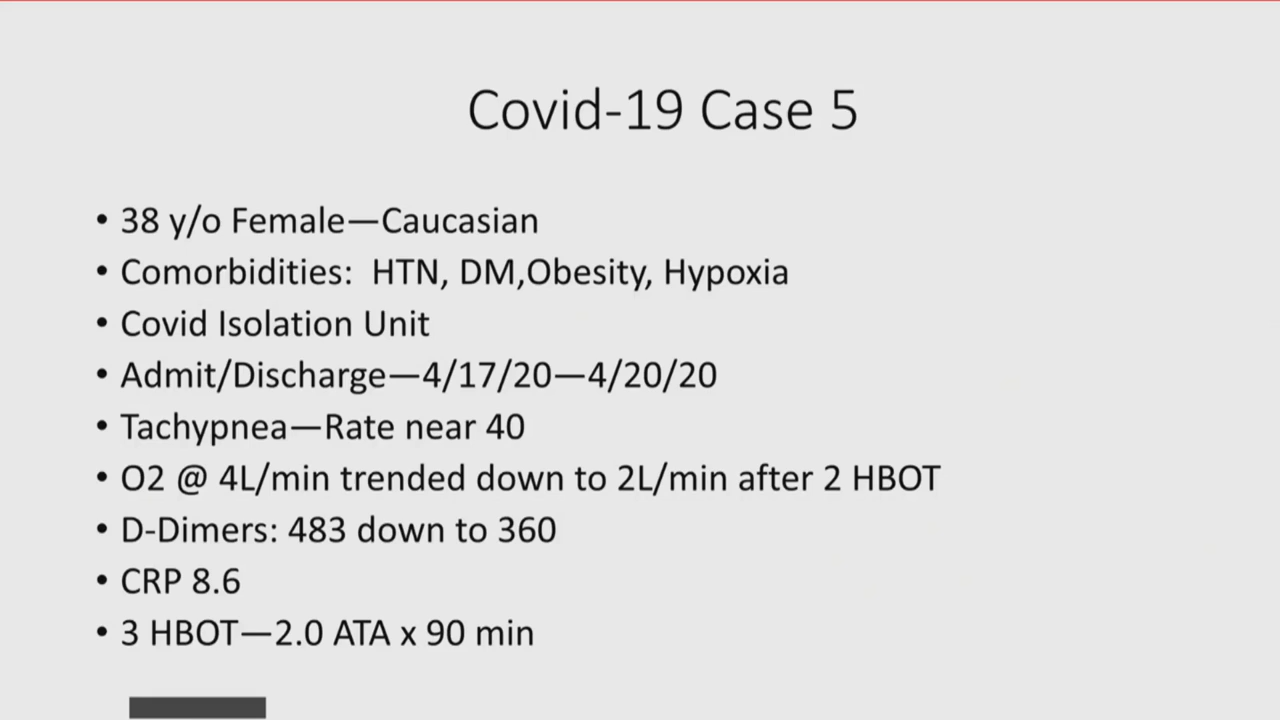 Covid-19 Case 5
• 38 y/o Female—Caucasian
• Comorbidities:  HTN, DM,Obesity, Hypoxia
• Covid Isolation Unit
• Admit/Discharge—4/17/20—4/20/20
• Tachypnea—Rate near 40
• O2 @ 4L/min trended down to 2L/min after 2 HBOT
• D-Dimers: 483 down to 360
• CRP 8.6
• 3 HBOT—2.0 ATA x 90 min